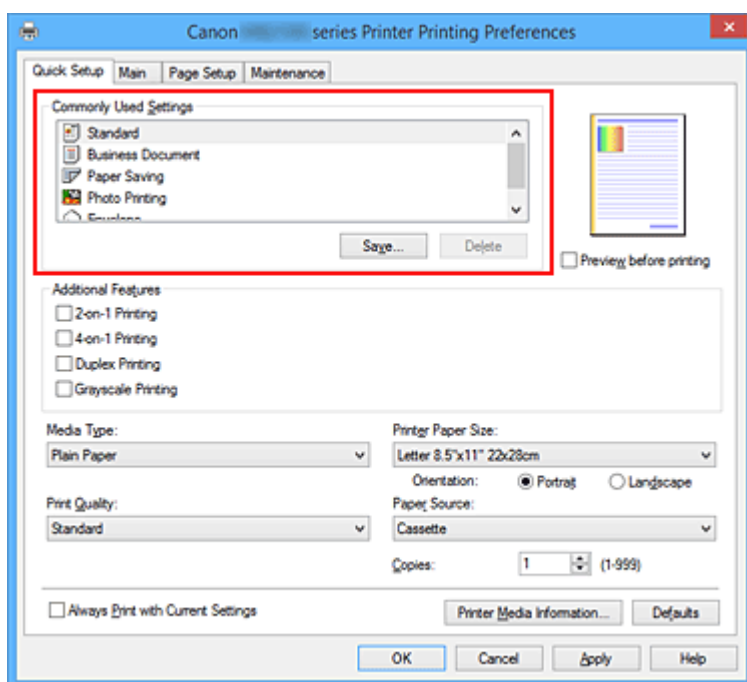 Canon series Printer Printing Preferences
Quick Setup Main Page Setup Maintenance
Commonly Used Settings
Standard
Business Document
Paper Saving
Photo Printing
Envelope
Save... Delete
Preview before printing
Additional Features
2-on-1 Printing
4-on-1 Printing
Duplex Printing
Grayscale Printing
Media Type: Printer Paper Size:
Plain Paper Letter 8.5"x11" 22x28cm
Orientation: Portrait Landscape
Print Quality: Paper Source:
Standard Cassette
Copies: 1 (1-999)
Always Print with Current Settings Printer Media Information... Defaults
OK Cancel Apply Help